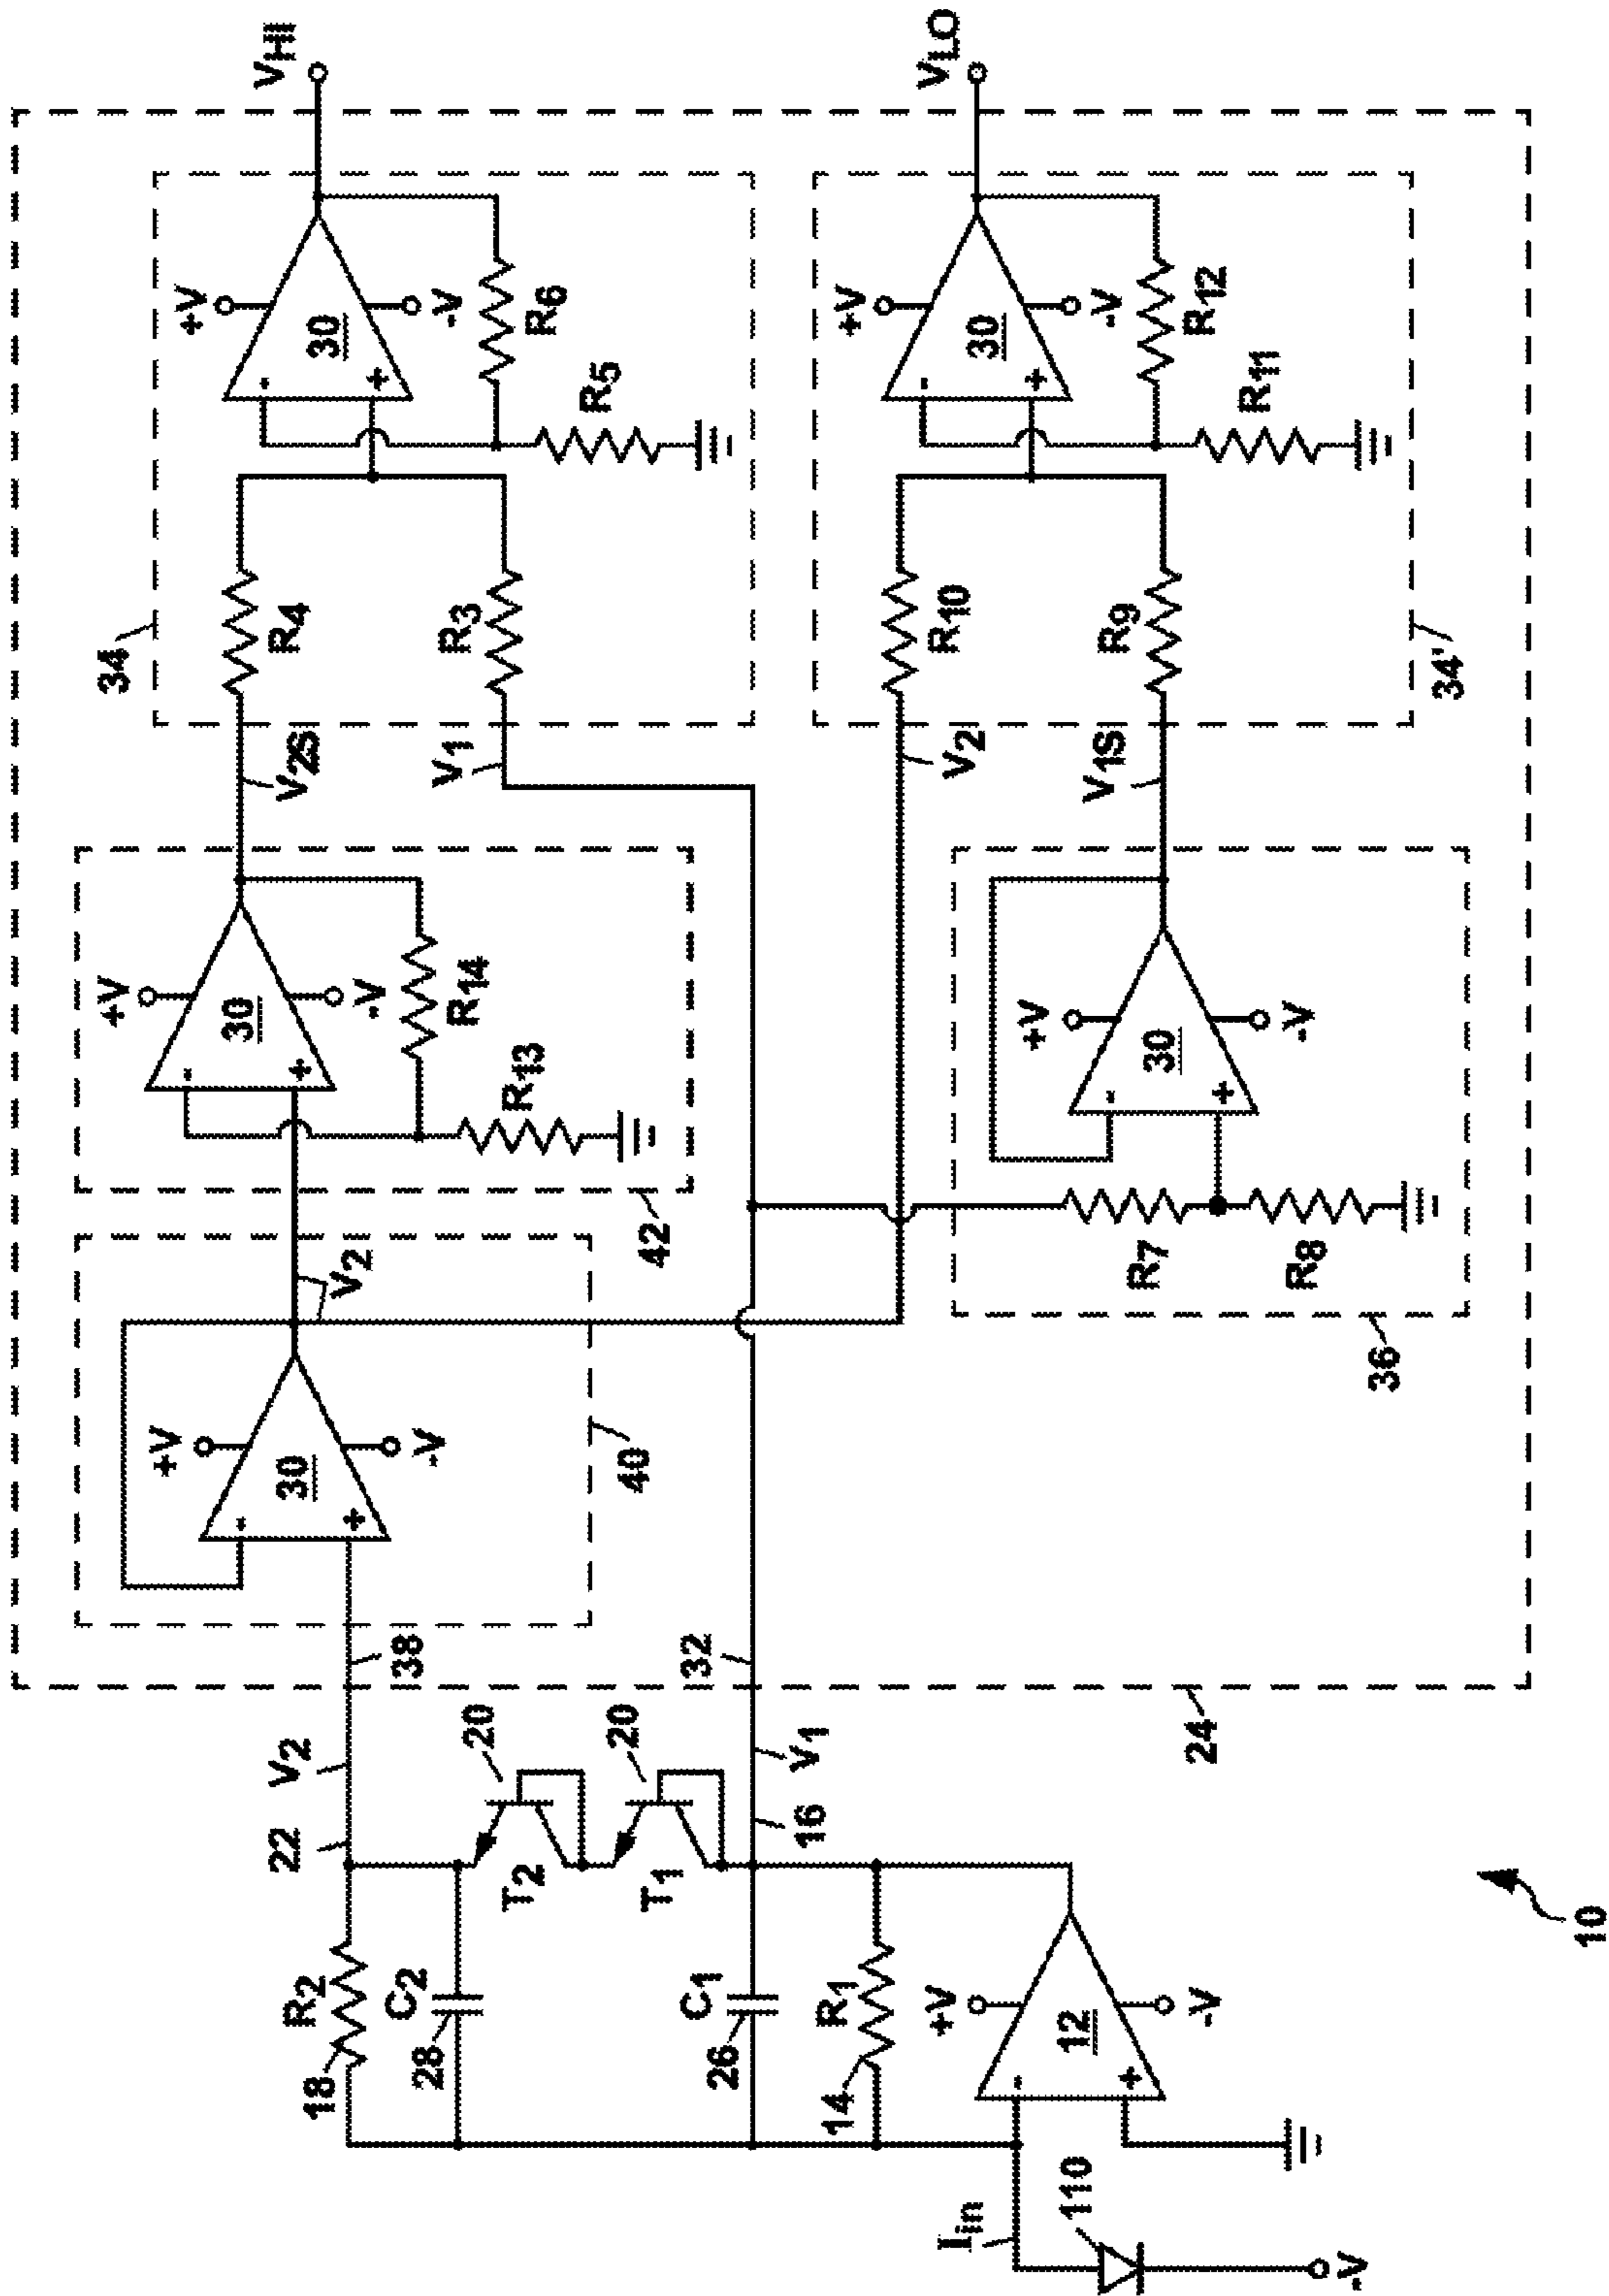 V2S
V1
V2
V1S
34
34'
R4
R3
R10
R9
+V
30
-V
R6
R5
VHI
+V
30
-V
R12
R11
VLO
+V
30
-V
R14
R13
42
+V
30
-V
R7
R8
36
+V
30
-V
V2
40
38
32
24
22
V2
20
20
T2
T1
16
V1
R2
18
C2
28
C1
26
R1
14
+V
12
-V
Iin
110
-V
10